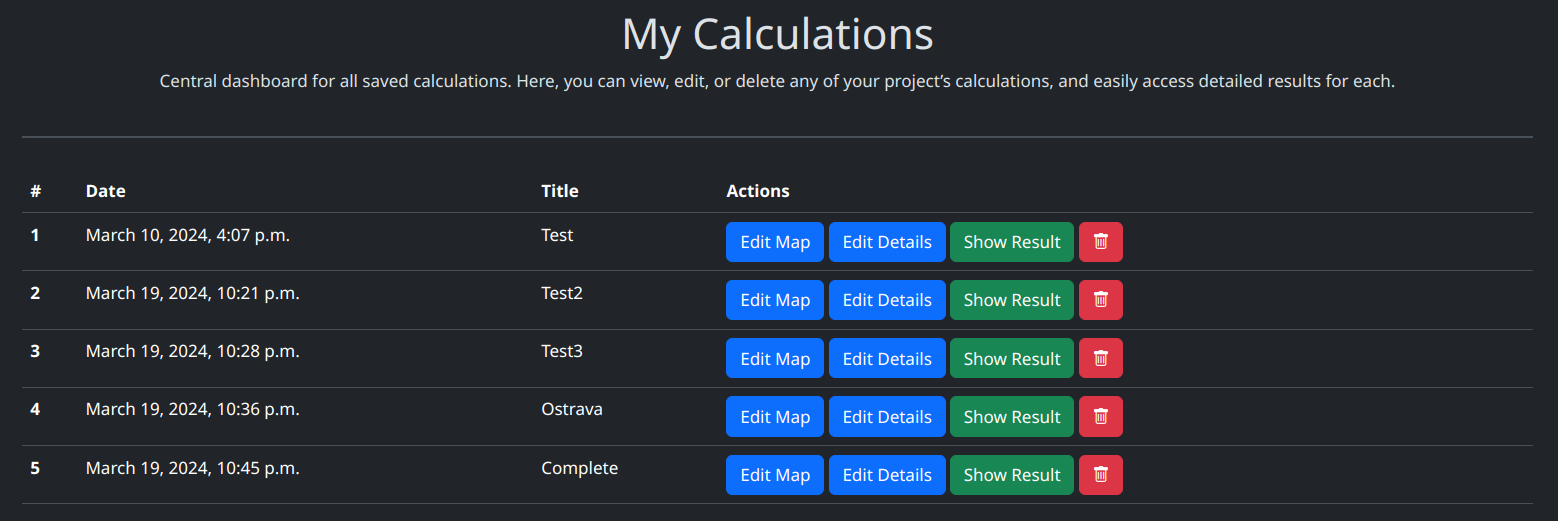 My Calculations
Central dashboard for all saved calculations. Here, you can view, edit, or delete any of your project’s calculations, and easily access detailed results for each.
# Date Title Actions
1 March 10, 2024, 4:07 p.m. Test Edit Map Edit Details Show Result
2 March 19, 2024, 10:21 p.m. Test2 Edit Map Edit Details Show Result
3 March 19, 2024, 10:28 p.m. Test3 Edit Map Edit Details Show Result
4 March 19, 2024, 10:36 p.m. Ostrava Edit Map Edit Details Show Result
5 March 19, 2024, 10:45 p.m. Complete Edit Map Edit Details Show Result